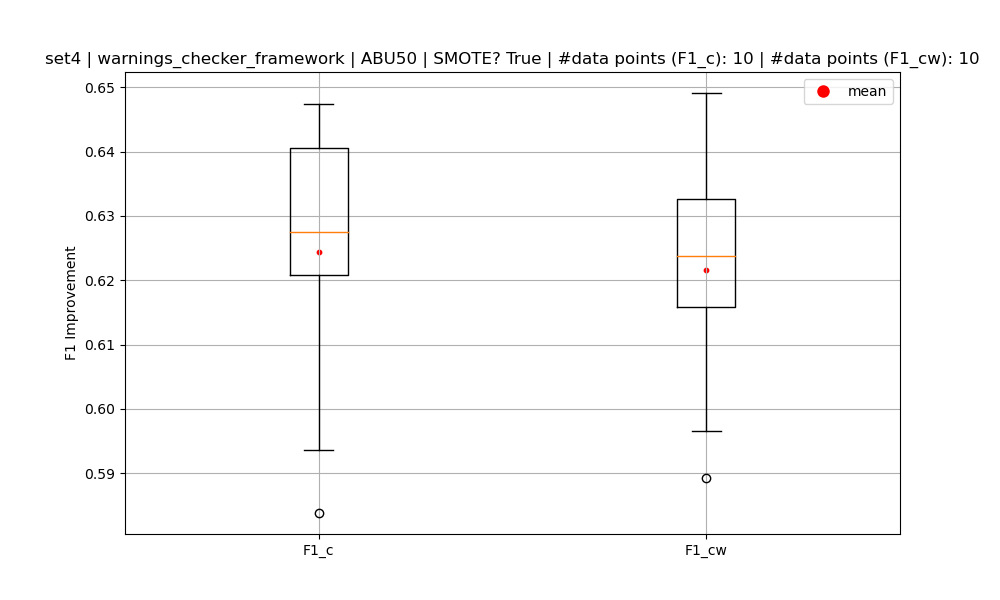 set4 | warnings_checker_framework | ABU50 | SMOTE? True | #data points (F1_c): 10 | #data points (F1_cw): 10
mean
0.65
0.64
0.63
0.62
0.61
0.60
0.59
F1 Improvement
F1_c
F1_cw